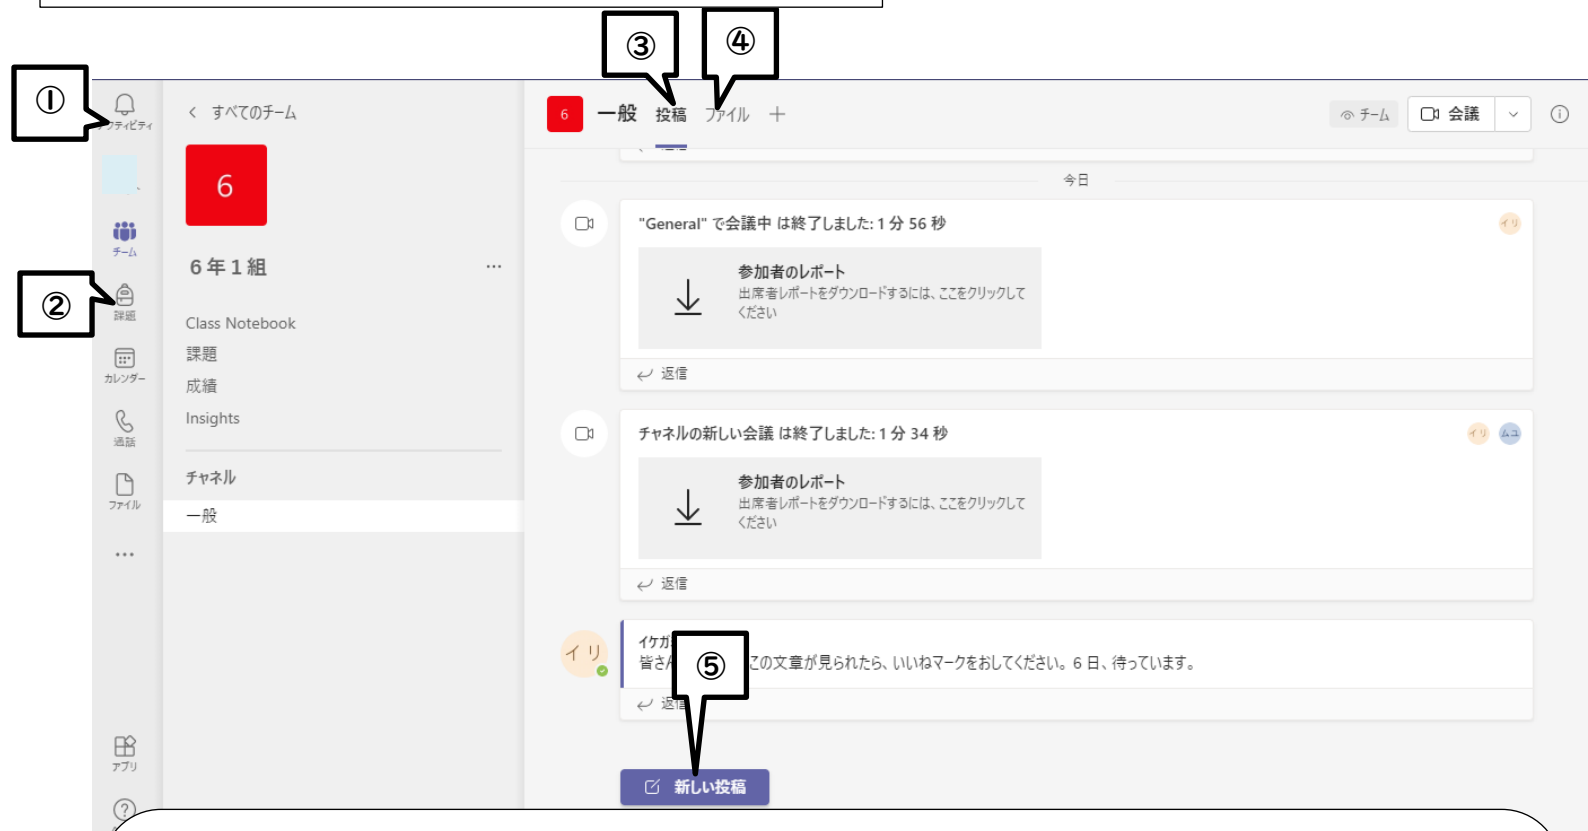 ③
④
①
②
⑤
アクティビティ
チーム
課題
カレンダー
通話
ファイル
…
アプリ
< すべてのチーム
6
6年1組
…
Class Notebook
課題
成績
Insights
チャネル
一般
6 一般 投稿 ファイル +
チーム
会議
今日
"General" で会議中 は終了しました: 1 分 56 秒
イリ
参加者のレポート
出席者レポートをダウンロードするには、ここをクリックして
ください
返信
チャネルの新しい会議 は終了しました: 1 分 34 秒
イリ ムユ
参加者のレポート
出席者レポートをダウンロードするには、ここをクリックして
ください
返信
イリ
イケガ
皆さん
この文章が見られたら、いいねマークをおしてください。6 日、待っています。
返信
新しい投稿